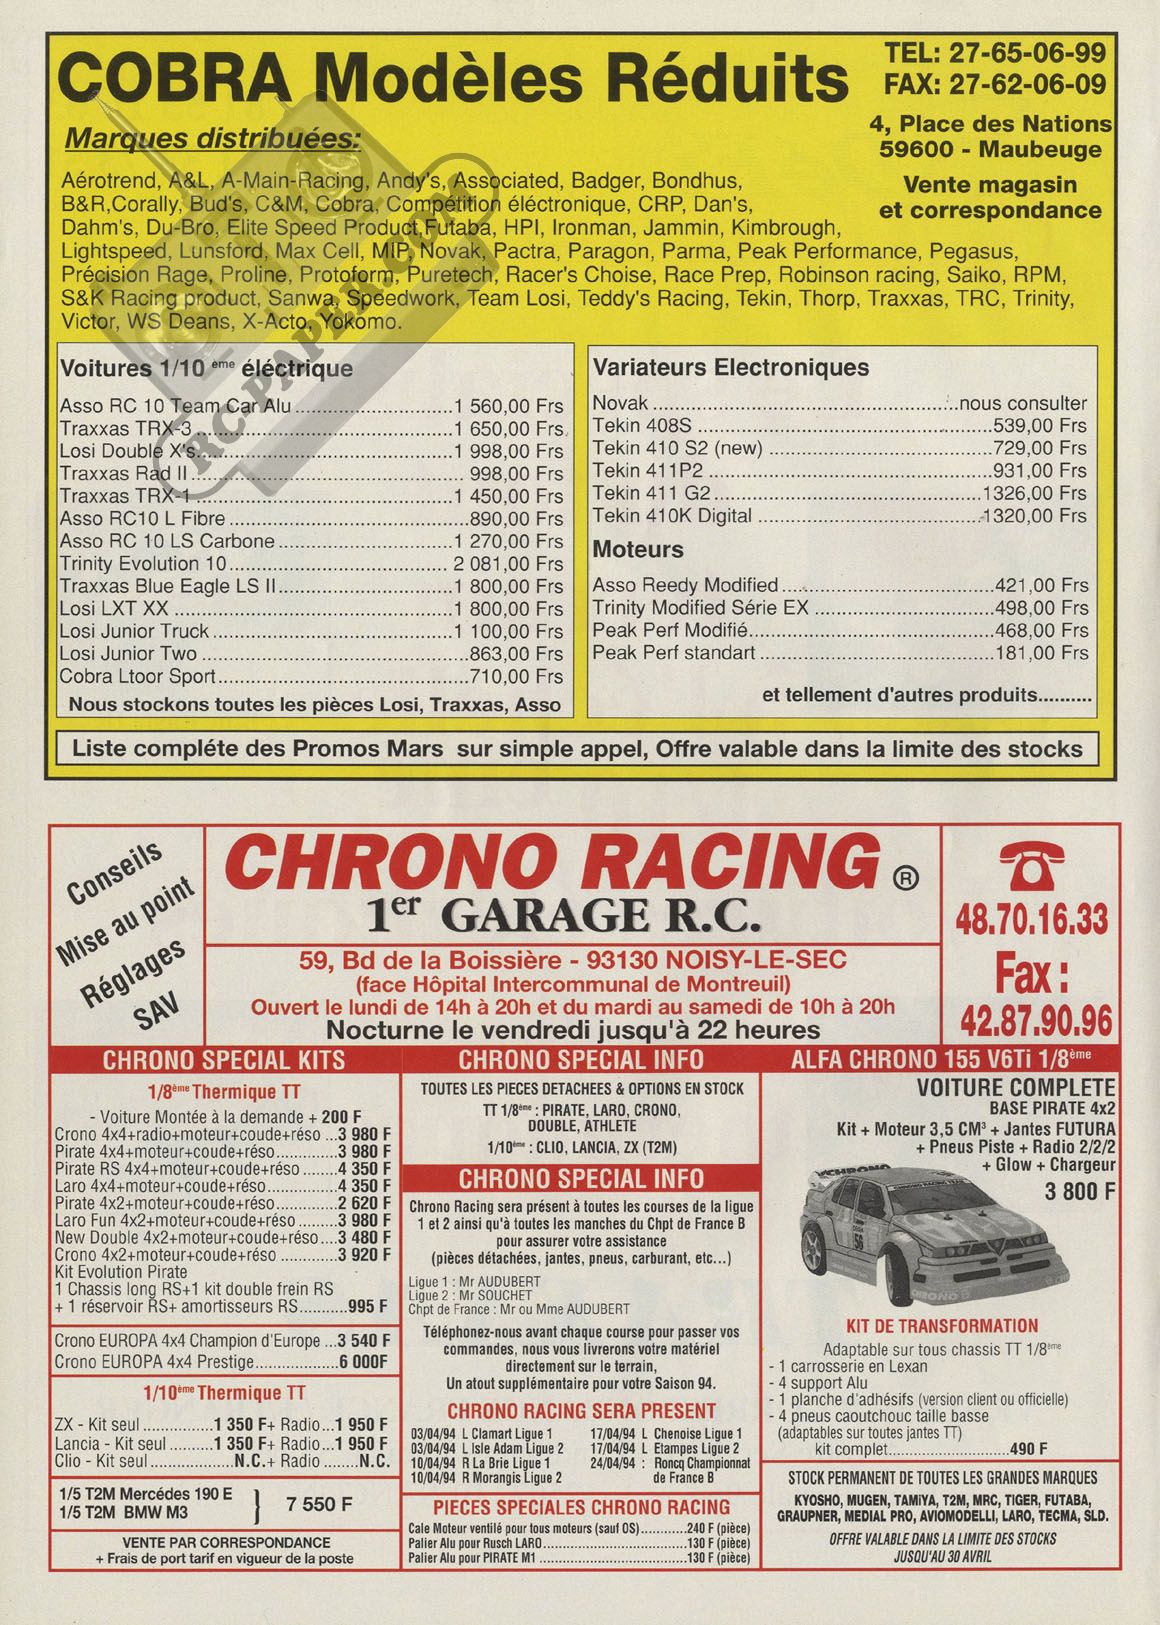 COBRA Modèles Réduits
TEL: 27-65-06-99
FAX: 27-62-06-09
4, Place des Nations
59600 - Maubeuge
Vente magasin
et correspondance
Marques distribuées:
Aérotrend, A&L, A-Main-Racing, Andy's, Associated, Badger, Bondhus,
B&R,Corally, Bud's, C&M, Cobra, Compétition éléctronique, CRP, Dan's,
Dahm's, Du-Bro, Elite Speed Product,Futaba, HPI, Ironman, Jammin, Kimbrough,
Lightspeed, Lunsford, Max Cell, MIP, Novak, Pactra, Paragon, Parma, Peak Performance, Pegasus,
Précision Rage, Proline, Protoform, Puretech, Racer's Choise, Race Prep, Robinson racing, Saiko, RPM,
S&K Racing product, Sanwa, Speedwork, Team Losi, Teddy's Racing, Tekin, Thorp, Traxxas, TRC, Trinity,
Victor, WS Deans, X-Acto, Yokomo.
RC-PAPER.COM
Voitures 1/10 ème éléctrique
Asso RC 10 Team Car Alu............................1 560,00 Frs
Traxxas TRX-3.............................................1 650,00 Frs
Losi Double X's............................................1 998,00 Frs
Traxxas Rad II................................................998,00 Frs
Traxxas TRX-1.............................................1 450,00 Frs
Asso RC10 L Fibre..........................................890,00 Frs
Asso RC 10 LS Carbone...............................1 270,00 Frs
Trinity Evolution 10.......................................2 081,00 Frs
Traxxas Blue Eagle LS II...............................1 800,00 Frs
Losi LXT XX..................................................1 800,00 Frs
Losi Junior Truck...........................................1 100,00 Frs
Losi Junior Two................................................863,00 Frs
Cobra Ltoor Sport.............................................710,00 Frs
Nous stockons toutes les pièces Losi, Traxxas, Asso
Variateurs Electroniques
Novak.......................................................nous consulter
Tekin 408S......................................................539,00 Frs
Tekin 410 S2 (new)........................................729,00 Frs
Tekin 411P2...................................................931,00 Frs
Tekin 411 G2................................................1326,00 Frs
Tekin 410K Digital........................................1320,00 Frs
Moteurs
Asso Reedy Modified......................................421,00 Frs
Trinity Modified Série EX.................................498,00 Frs
Peak Perf Modifié............................................468,00 Frs
Peak Perf standart..........................................181,00 Frs
et tellement d'autres produits..........
Liste compléte des Promos Mars sur simple appel, Offre valable dans la limite des stocks
Conseils
Mise au point
Réglages
SAV
CHRONO RACING ®
1er GARAGE R.C.
59, Bd de la Boissière - 93130 NOISY-LE-SEC
(face Hôpital Intercommunal de Montreuil)
Ouvert le lundi de 14h à 20h et du mardi au samedi de 10h à 20h
Nocturne le vendredi jusqu'à 22 heures
48.70.16.33
Fax :
42.87.90.96
CHRONO SPECIAL KITS
1/8ème Thermique TT
- Voiture Montée à la demande + 200 F
Crono 4x4+radio+moteur+coude+réso...3 980 F
Pirate 4x4+moteur+coude+réso.............3 980 F
Pirate RS 4x4+moteur+coude+réso.......4 350 F
Laro 4x4+moteur+coude+réso...............4 350 F
Pirate 4x2+moteur+coude+réso.............2 620 F
Laro Fun 4x2+moteur+coude+réso.........3 980 F
New Double 4x2+moteur+coude+réso....3 480 F
Crono 4x2+moteur+coude+réso.............3 920 F
Kit Evolution Pirate
1 Chassis long RS+1 kit double frein RS
+ 1 réservoir RS+ amortisseurs RS..........995 F
Crono EUROPA 4x4 Champion d'Europe...3 540 F
Crono EUROPA 4x4 Prestige..................6 000F
1/10ème Thermique TT
ZX - Kit seul...............1 350 F+ Radio...1 950 F
Lancia - Kit seul..........1 350 F+ Radio...1 950 F
Clio - Kit seul...................N.C.+ Radio.......N.C.
1/5 T2M Mercédes 190 E
1/5 T2M BMW M3
} 7 550 F
VENTE PAR CORRESPONDANCE
+ Frais de port tarif en vigueur de la poste
CHRONO SPECIAL INFO
TOUTES LES PIECES DETACHEES & OPTIONS EN STOCK
TT 1/8ème : PIRATE, LARO, CRONO,
DOUBLE, ATHLETE
1/10ème : CLIO, LANCIA, ZX (T2M)
CHRONO SPECIAL INFO
Chrono Racing sera présent à toutes les courses de la ligue
1 et 2 ainsi qu'à toutes les manches du Chpt de France B
pour assurer votre assistance
(pièces détachées, jantes, pneus, carburant, etc...)
Ligue 1 : Mr AUDUBERT
Ligue 2 : Mr SOUCHET
Chpt de France : Mr ou Mme AUDUBERT
Téléphonez-nous avant chaque course pour passer vos
commandes, nous vous livrerons votre matériel
directement sur le terrain,
Un atout supplémentaire pour votre Saison 94.
CHRONO RACING SERA PRESENT
03/04/94 L Clamart Ligue 1
03/04/94 L Isle Adam Ligue 2
10/04/94 R La Brie Ligue 1
10/04/94 R Morangis Ligue 2
17/04/94 L Chenoise Ligue 1
17/04/94 L Etampes Ligue 2
24/04/94 : Roncq Championnat
de France B
PIECES SPECIALES CHRONO RACING
Cale Moteur ventilé pour tous moteurs (sauf OS)............240 F (pièce)
Palier Alu pour Rusch LARO.......................................130 F (pièce)
Palier Alu pour PIRATE M1........................................130 F (pièce)
ALFA CHRONO 155 V6Ti 1/8ème
VOITURE COMPLETE
BASE PIRATE 4x2
Kit + Moteur 3,5 CM³ + Jantes FUTURA
+ Pneus Piste + Radio 2/2/2
+ Glow + Chargeur
3 800 F
CHRONO
56
CHRONO
KIT DE TRANSFORMATION
Adaptable sur tous chassis TT 1/8ème
- 1 carrosserie en Lexan
- 4 support Alu
- 1 planche d'adhésifs (version client ou officielle)
- 4 pneus caoutchouc taille basse
(adaptables sur toutes jantes TT)
kit complet.......................490 F
STOCK PERMANENT DE TOUTES LES GRANDES MARQUES
KYOSHO, MUGEN, TAMIYA, T2M, MRC, TIGER, FUTABA,
GRAUPNER, MEDIAL PRO, AVIOMODELLI, LARO, TECMA, SLD.
OFFRE VALABLE DANS LA LIMITE DES STOCKS
JUSQU'AU 30 AVRIL